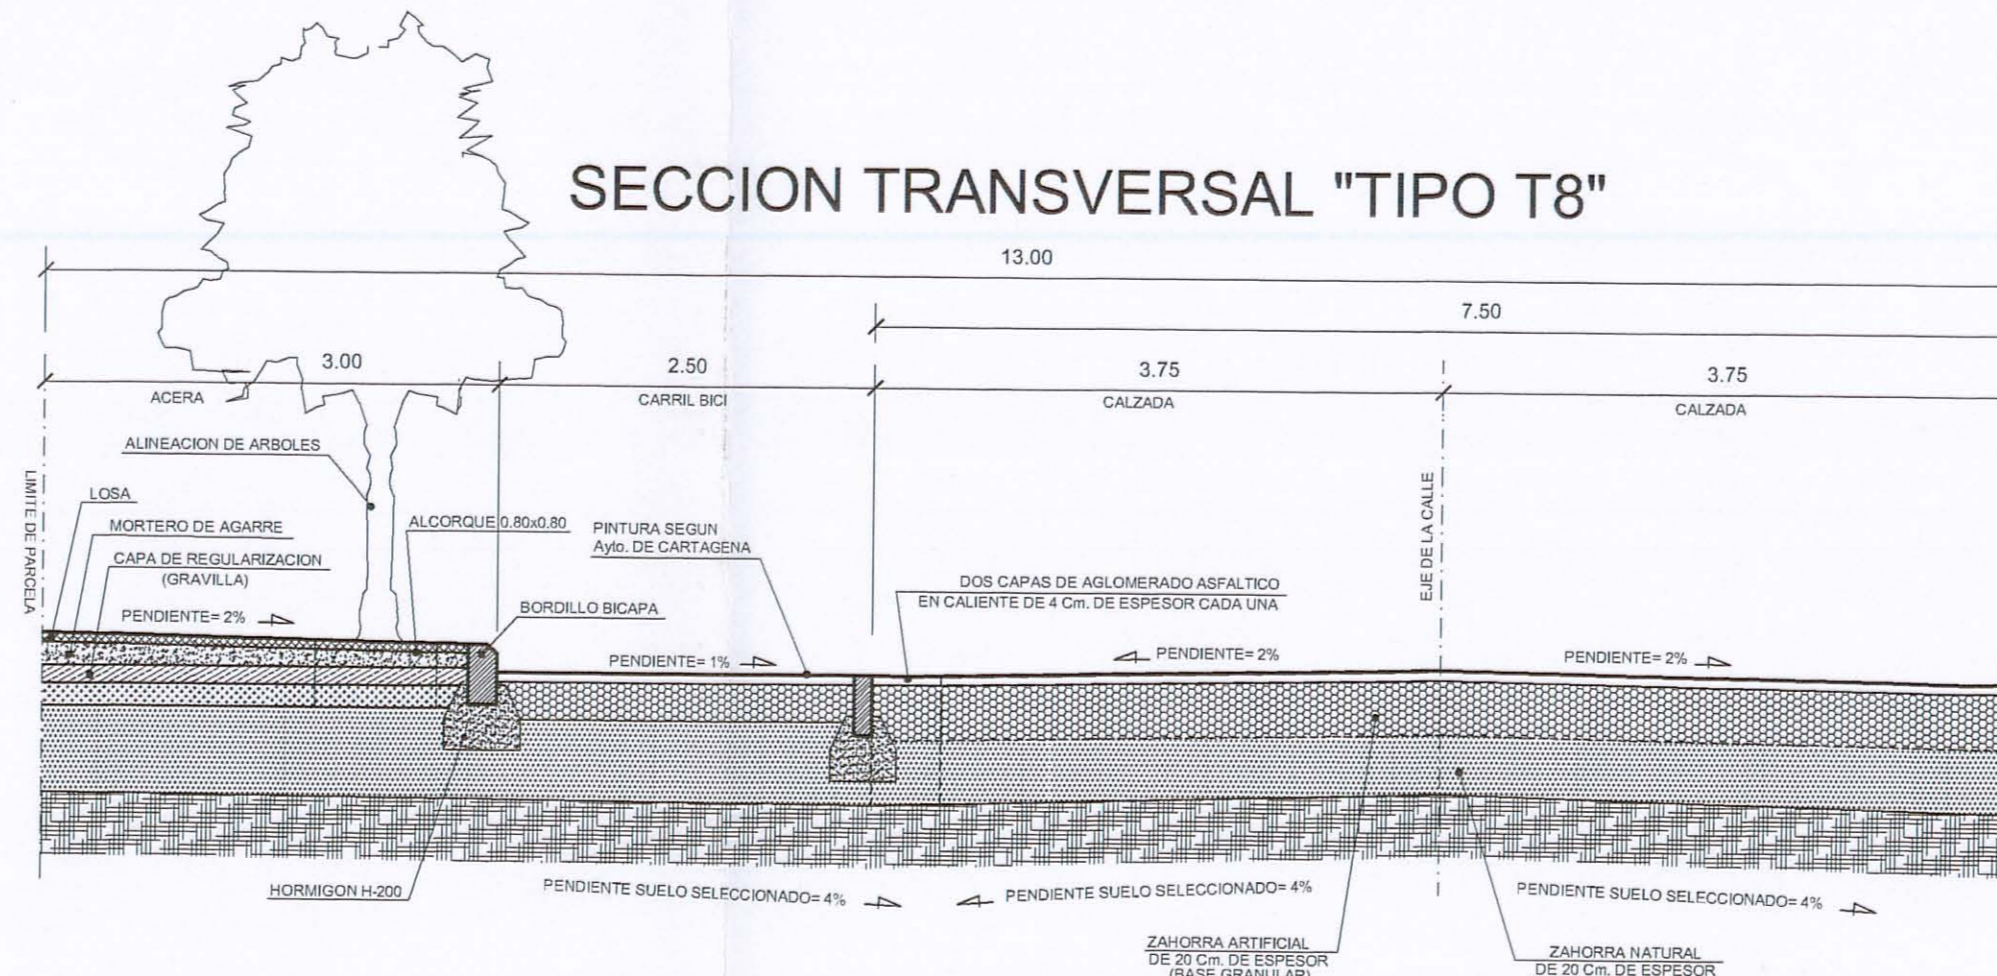 SECCION TRANSVERSAL "TIPO T8"
13.00
7.50
3.00
2.50
3.75
3.75
ACERA
CARRIL BICI
CALZADA
CALZADA
ALINEACION DE ARBOLES
LIMITE DE PARCELA
LOSA
MORTERO DE AGARRE
CAPA DE REGULARIZACION
(GRAVILLA)
PENDIENTE= 2%
ALCORQUE 0.80x0.80
PINTURA SEGUN
Ayto. DE CARTAGENA
BORDILLO BICAPA
PENDIENTE= 1%
DOS CAPAS DE AGLOMERADO ASFALTICO
EN CALIENTE DE 4 Cm. DE ESPESOR CADA UNA
EJE DE LA CALLE
PENDIENTE= 2%
PENDIENTE= 2%
HORMIGON H-200
PENDIENTE SUELO SELECCIONADO= 4%
PENDIENTE SUELO SELECCIONADO= 4%
PENDIENTE SUELO SELECCIONADO= 4%
ZAHORRA ARTIFICIAL
DE 20 Cm. DE ESPESOR
(BASE GRANULAR)
ZAHORRA NATURAL
DE 20 Cm. DE ESPESOR